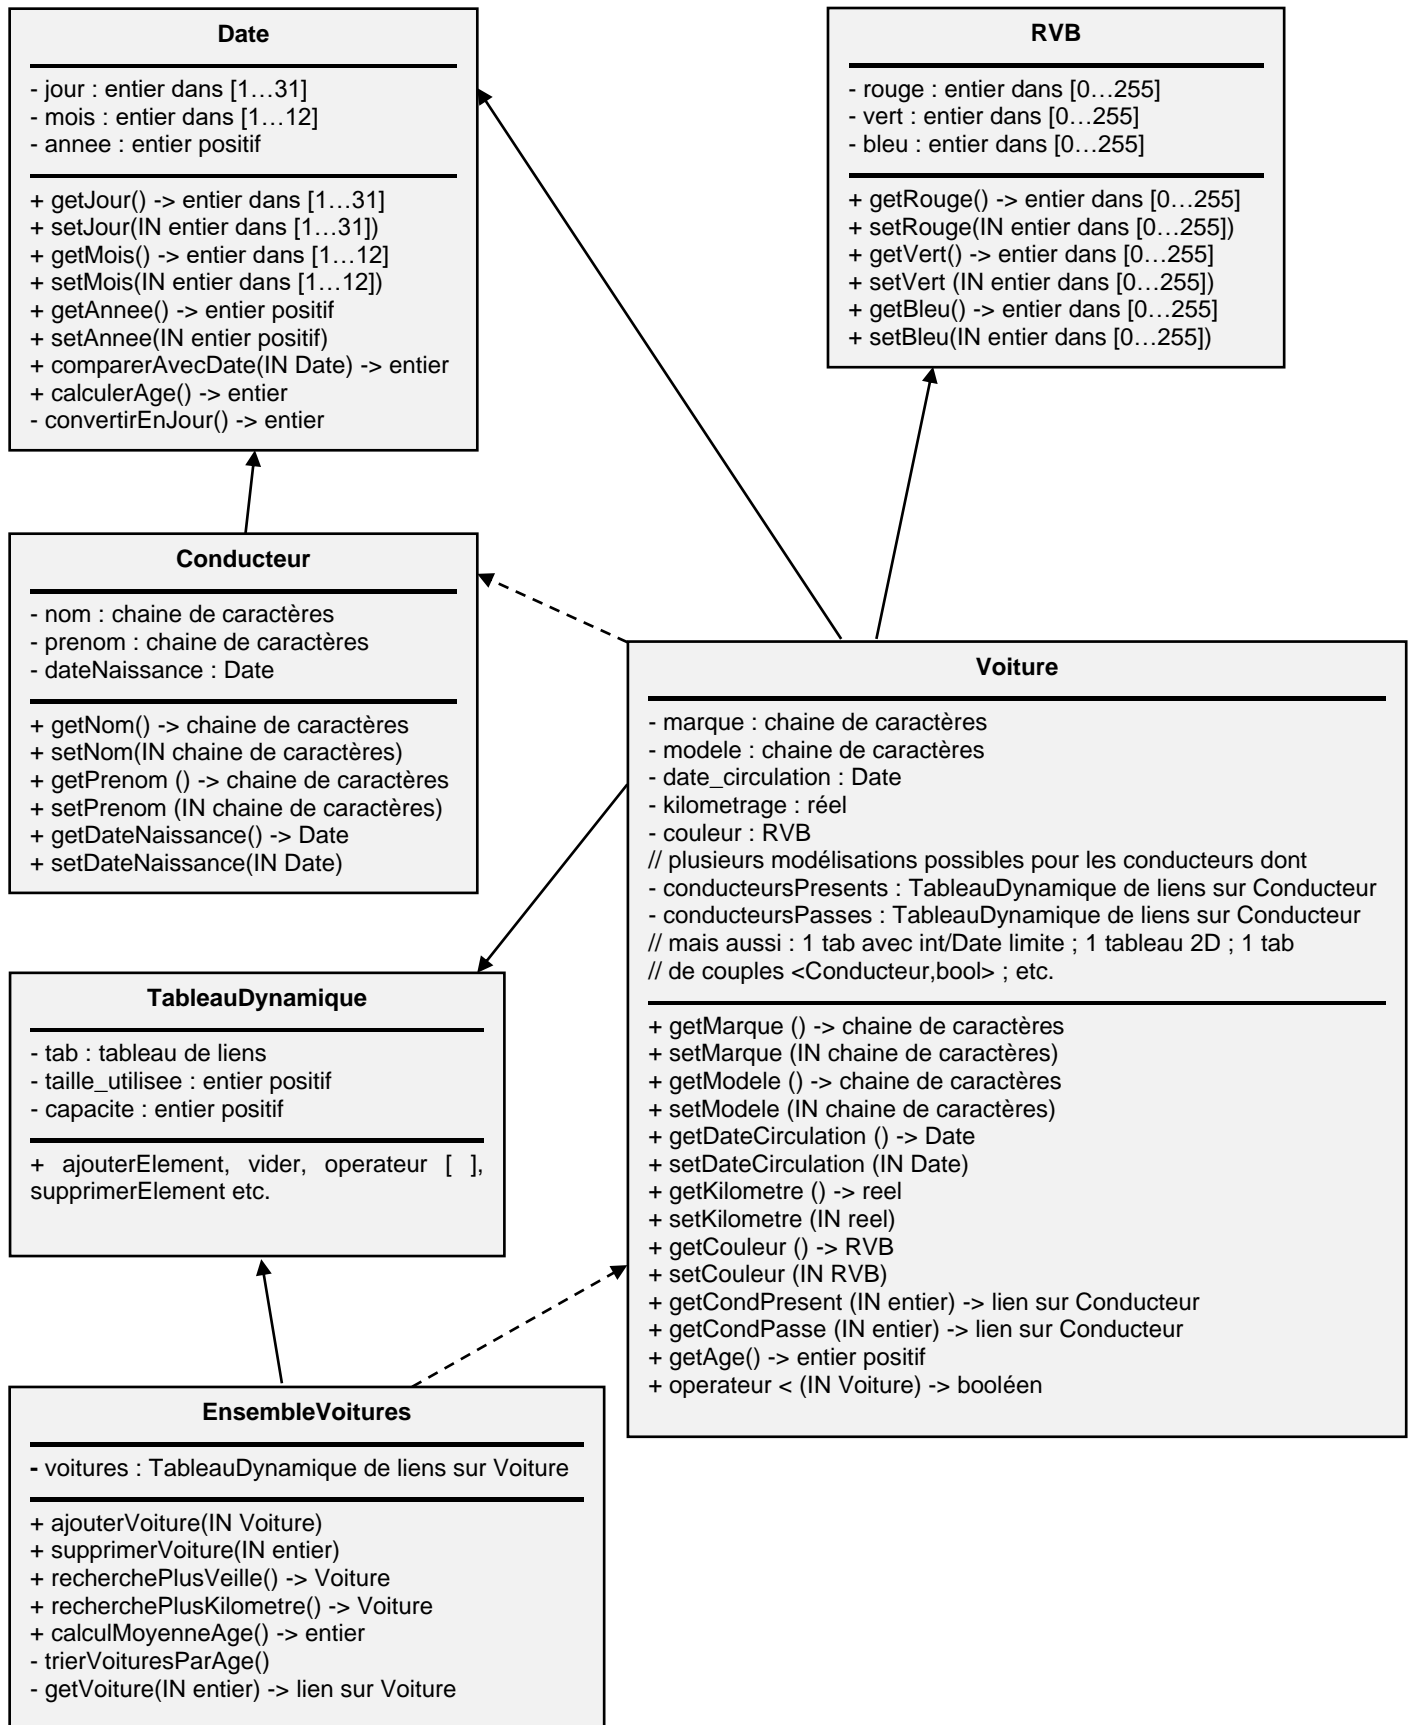 Date
- jour : entier dans [1…31]
- mois : entier dans [1…12]
- annee : entier positif
+ getJour() -> entier dans [1…31]
+ setJour(IN entier dans [1…31])
+ getMois() -> entier dans [1…12]
+ setMois(IN entier dans [1…12])
+ getAnnee() -> entier positif
+ setAnnee(IN entier positif)
+ comparerAvecDate(IN Date) -> entier
+ calculerAge() -> entier
- convertirEnJour() -> entier
RVB
- rouge : entier dans [0…255]
- vert : entier dans [0…255]
- bleu : entier dans [0…255]
+ getRouge() -> entier dans [0…255]
+ setRouge(IN entier dans [0…255])
+ getVert() -> entier dans [0…255]
+ setVert (IN entier dans [0…255])
+ getBleu() -> entier dans [0…255]
+ setBleu(IN entier dans [0…255])
Conducteur
- nom : chaine de caractères
- prenom : chaine de caractères
- dateNaissance : Date
+ getNom() -> chaine de caractères
+ setNom(IN chaine de caractères)
+ getPrenom () -> chaine de caractères
+ setPrenom (IN chaine de caractères)
+ getDateNaissance() -> Date
+ setDateNaissance(IN Date)
Voiture
- marque : chaine de caractères
- modele : chaine de caractères
- date_circulation : Date
- kilometrage : réel
- couleur : RVB
// plusieurs modélisations possibles pour les conducteurs dont
- conducteursPresents : TableauDynamique de liens sur Conducteur
- conducteursPasses : TableauDynamique de liens sur Conducteur
// mais aussi : 1 tab avec int/Date limite ; 1 tableau 2D ; 1 tab
// de couples <Conducteur,bool> ; etc.
+ getMarque () -> chaine de caractères
+ setMarque (IN chaine de caractères)
+ getModele () -> chaine de caractères
+ setModele (IN chaine de caractères)
+ getDateCirculation () -> Date
+ setDateCirculation (IN Date)
+ getKilometre () -> reel
+ setKilometre (IN reel)
+ getCouleur () -> RVB
+ setCouleur (IN RVB)
+ getCondPresent (IN entier) -> lien sur Conducteur
+ getCondPasse (IN entier) -> lien sur Conducteur
+ getAge() -> entier positif
+ operateur < (IN Voiture) -> booléen
TableauDynamique
- tab : tableau de liens
- taille_utilisee : entier positif
- capacite : entier positif
+ ajouterElement, vider, operateur [ ],
supprimerElement etc.
EnsembleVoitures
- voitures : TableauDynamique de liens sur Voiture
+ ajouterVoiture(IN Voiture)
+ supprimerVoiture(IN entier)
+ recherchePlusVeille() -> Voiture
+ recherchePlusKilometre() -> Voiture
+ calculMoyenneAge() -> entier
- trierVoituresParAge()
- getVoiture(IN entier) -> lien sur Voiture